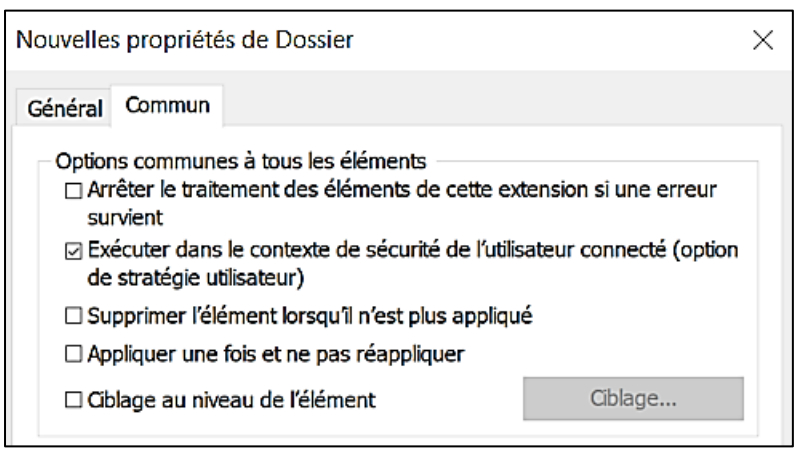 Nouvelles propriétés de Dossier
Général Commun
Options communes à tous les éléments
Arrêter le traitement des éléments de cette extension si une erreur
survient
Exécuter dans le contexte de sécurité de l'utilisateur connecté (option
de stratégie utilisateur)
Supprimer l'élément lorsqu'il n'est plus appliqué
Appliquer une fois et ne pas réappliquer
Ciblage au niveau de l'élément Ciblage...